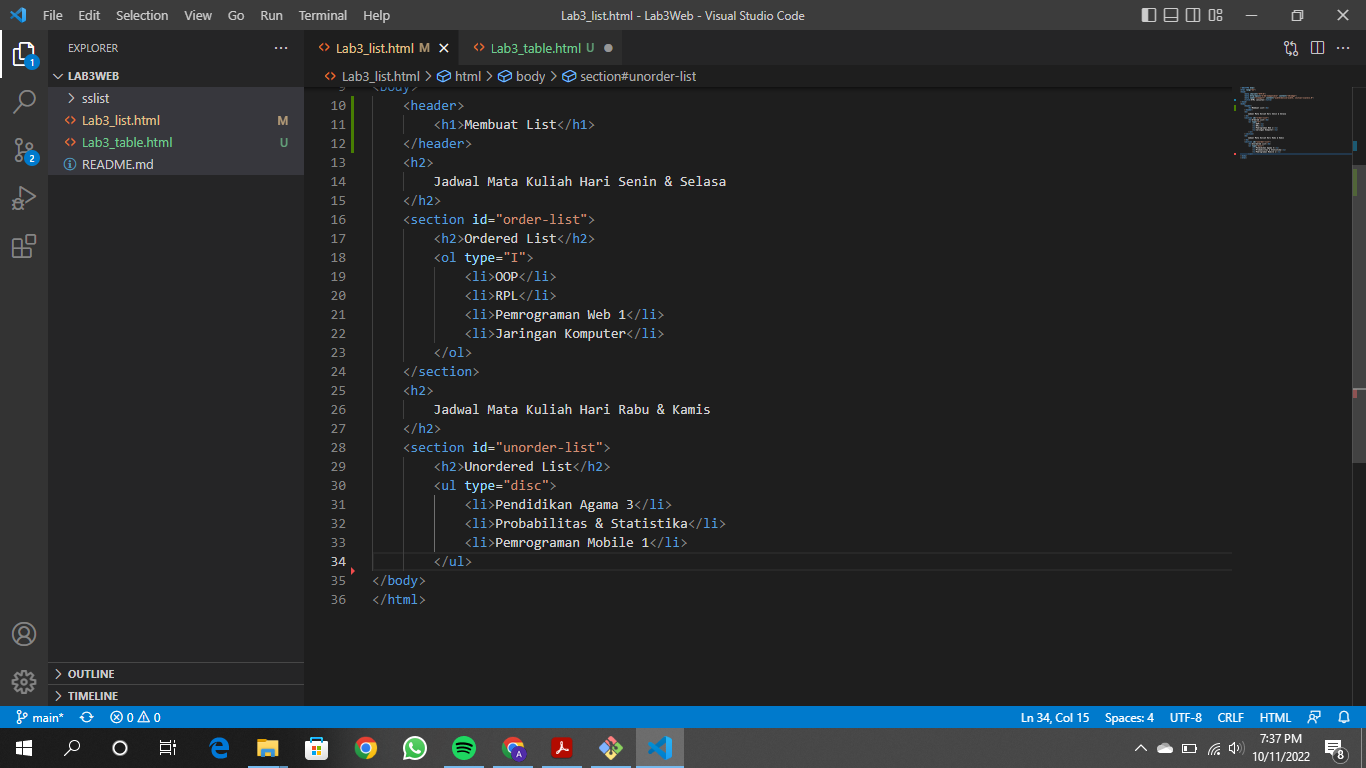 File Edit Selection View Go Run Terminal Help Lab3_list.html - Lab3Web - Visual Studio Code
EXPLORER
LAB3WEB
sslist
Lab3_list.html M
Lab3_table.html U
README.md
OUTLINE
TIMELINE
1
2
Lab3_list.html M Lab3_table.html U
Lab3_list.html > html > body > section#unorder-list
9 <body>
10 <header>
11 <h1>Membuat List</h1>
12 </header>
13 <h2>
14 Jadwal Mata Kuliah Hari Senin & Selasa
15 </h2>
16 <section id="order-list">
17 <h2>Ordered List</h2>
18 <ol type="I">
19 <li>OOP</li>
20 <li>RPL</li>
21 <li>Pemrograman Web 1</li>
22 <li>Jaringan Komputer</li>
23 </ol>
24 </section>
25 <h2>
26 Jadwal Mata Kuliah Hari Rabu & Kamis
27 </h2>
28 <section id="unorder-list">
29 <h2>Unordered List</h2>
30 <ul type="disc">
31 <li>Pendidikan Agama 3</li>
32 <li>Probabilitas & Statistika</li>
33 <li>Pemrograman Mobile 1</li>
34 </ul>
35 </body>
36 </html>
main* 0 0 Ln 34, Col 15 Spaces: 4 UTF-8 CRLF HTML
A
7:37 PM
10/11/2022
8